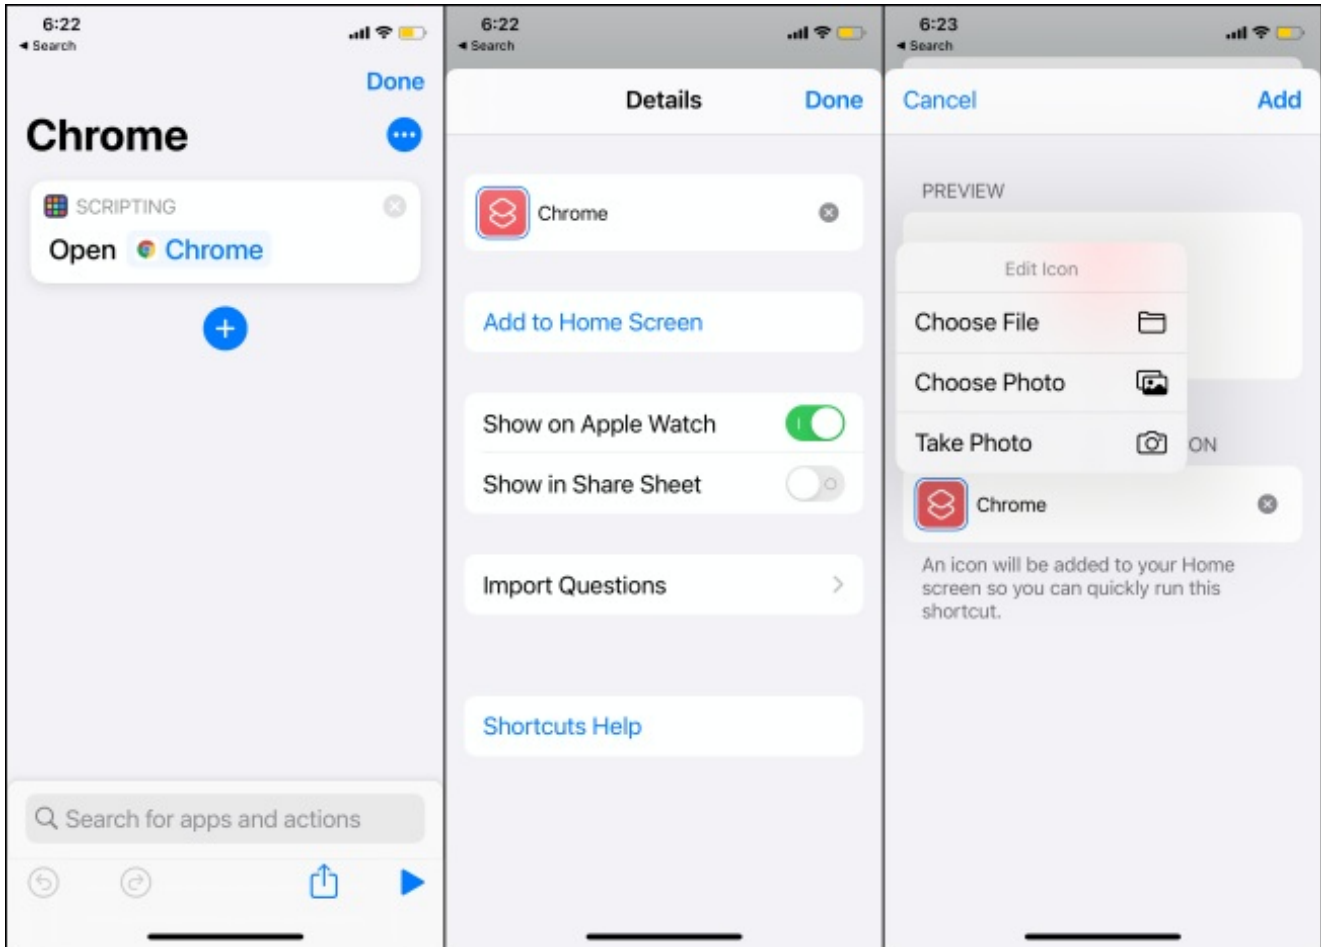 6:22
Search
Done
Chrome
SCRIPTING
Open Chrome
Search for apps and actions
6:22
Search
Details
Done
Chrome
Add to Home Screen
Show on Apple Watch
Show in Share Sheet
Import Questions
Shortcuts Help
6:23
Search
Cancel
Add
PREVIEW
Edit Icon
Choose File
Choose Photo
Take Photo
ON
Chrome
An icon will be added to your Home
screen so you can quickly run this
shortcut.